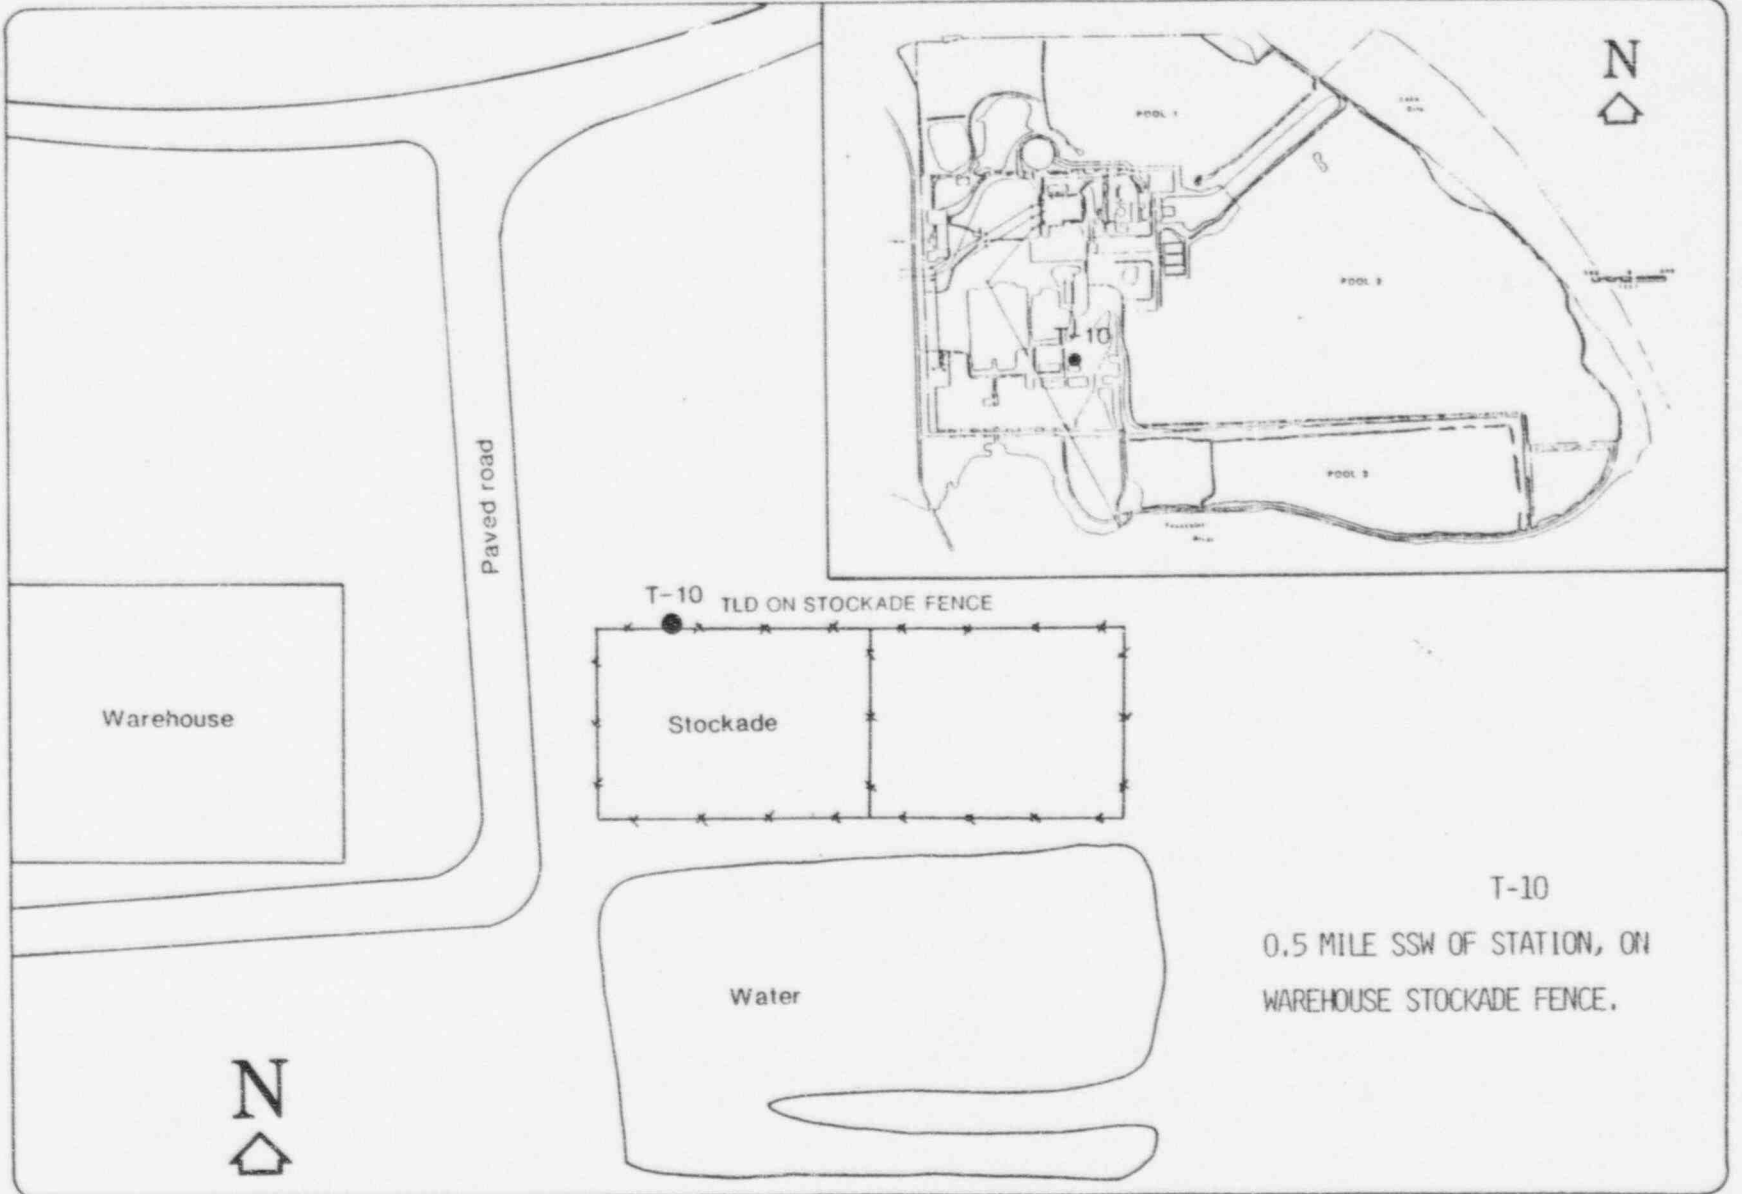 N
POOL 1
POOL 2
T-10
POOL 3
Paved road
T-10 TLD ON STOCKADE FENCE
Warehouse
Stockade
T-10
0.5 MILE SSW OF STATION, ON
WAREHOUSE STOCKADE FENCE.
Water
N